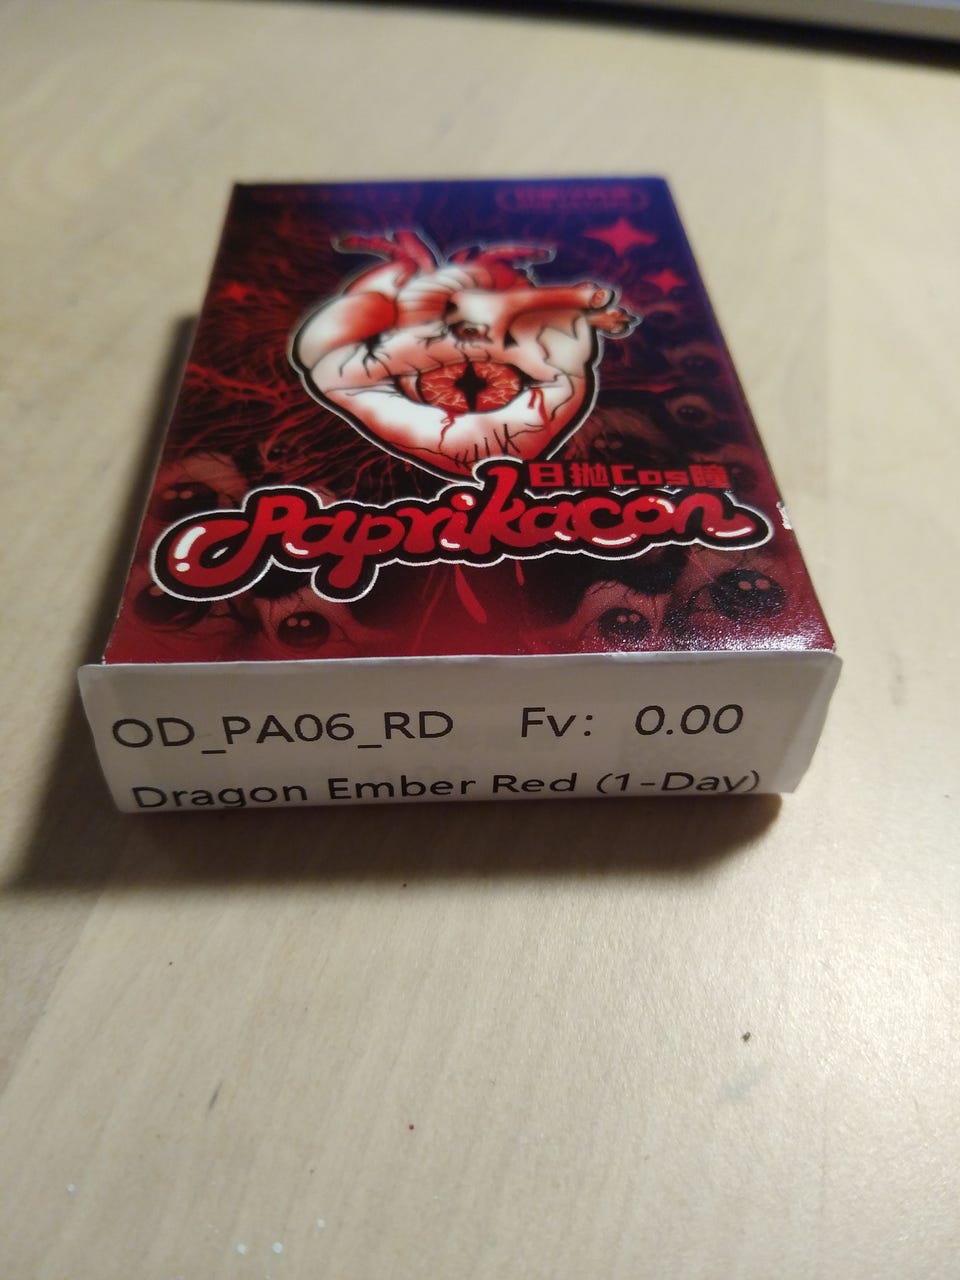 日抛Cos瞳
Paprikacon
OD_PA06_RD Fv: 0.00
Dragon Ember Red (1-Day)